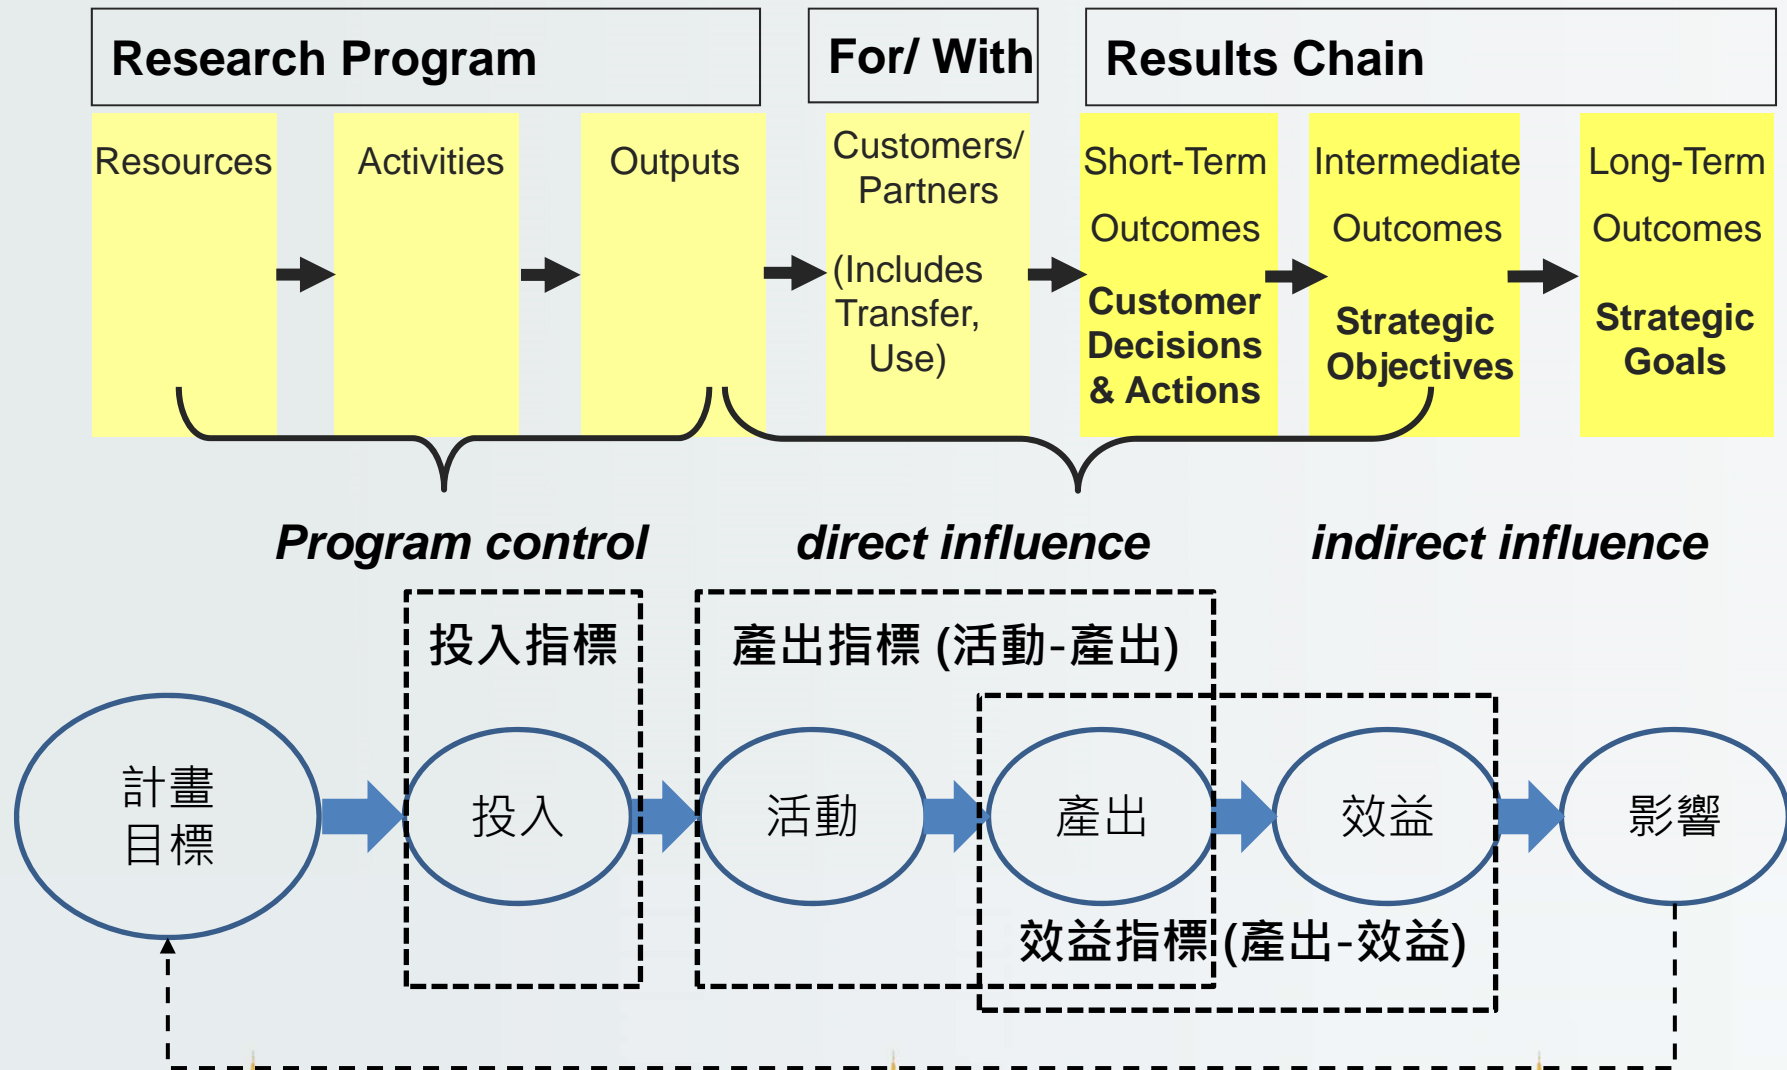 Research Program
For/ With
Results Chain
Resources
Activities
Outputs
Customers/
Partners
(Includes
Transfer,
Use)
Short-Term
Outcomes
Customer
Decisions
& Actions
Intermediate
Outcomes
Strategic
Objectives
Long-Term
Outcomes
Strategic
Goals
Program control
direct influence
indirect influence
投入指標
產出指標 (活動-產出)
計畫
目標
投入
活動
產出
效益
影響
效益指標 (產出-效益)